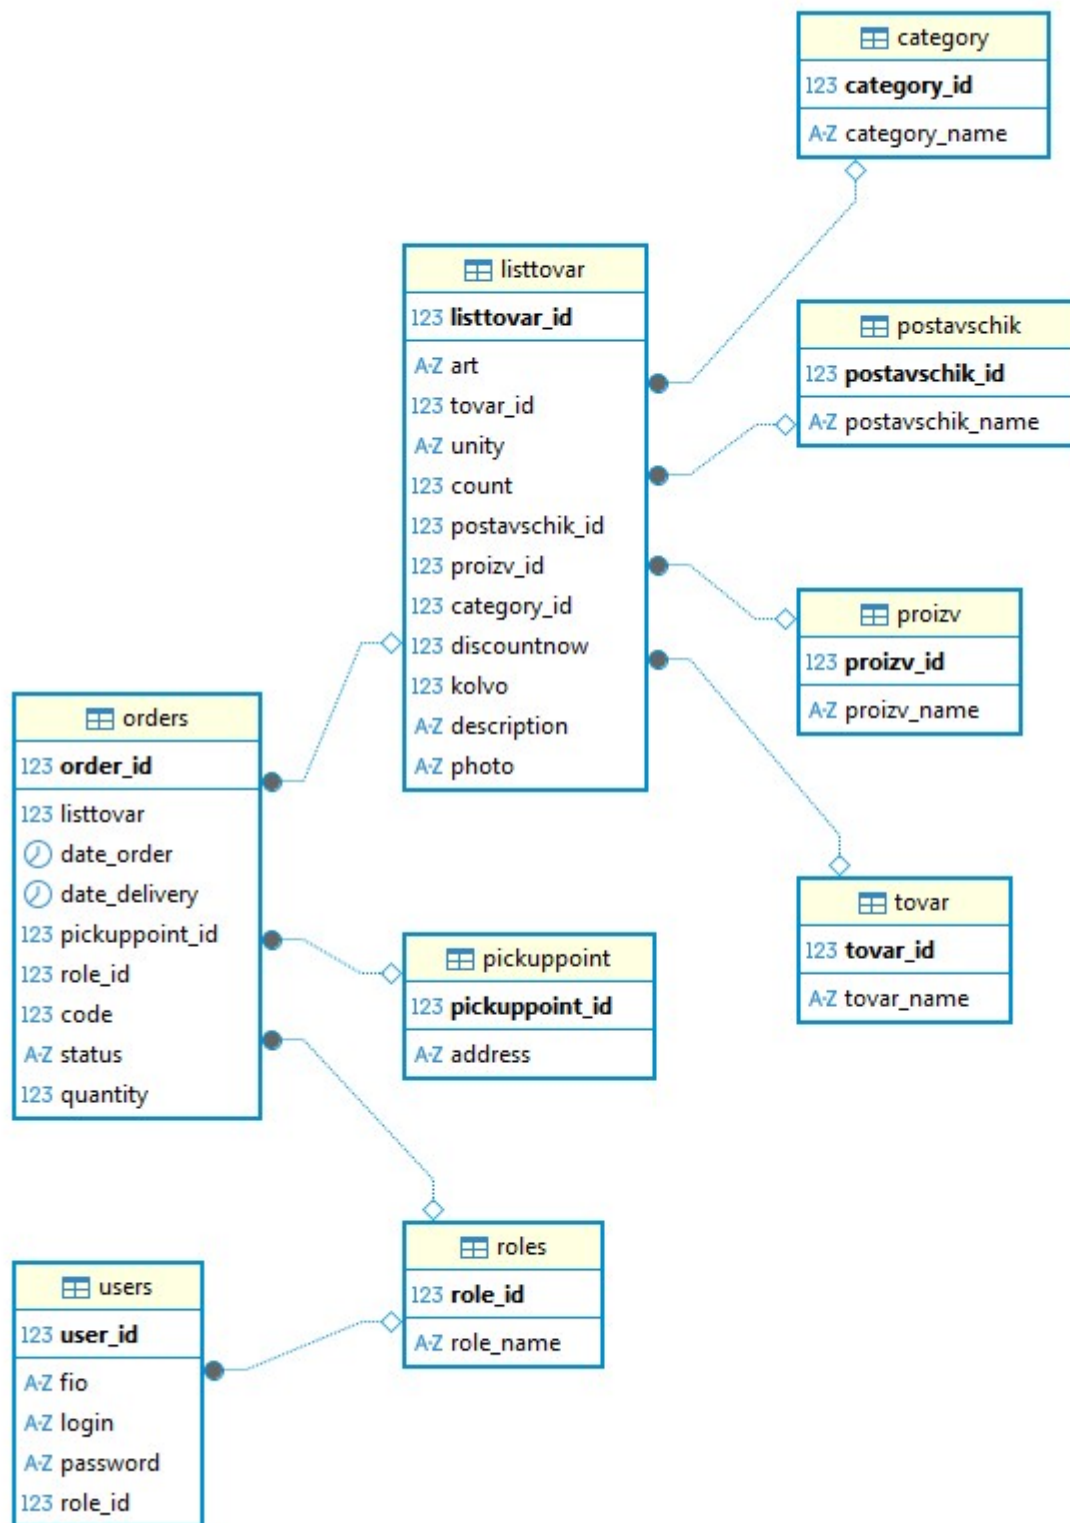 category
123 category_id
A-Z category_name
listtovar
123 listtovar_id
A-Z art
123 tovar_id
A-Z unity
123 count
123 postavschik_id
123 proizv_id
123 category_id
123 discountnow
123 kolvo
A-Z description
A-Z photo
postavschik
123 postavschik_id
A-Z postavschik_name
proizv
123 proizv_id
A-Z proizv_name
orders
123 order_id
123 listtovar
date_order
date_delivery
123 pickuppoint_id
123 role_id
123 code
A-Z status
123 quantity
tovar
123 tovar_id
A-Z tovar_name
pickuppoint
123 pickuppoint_id
A-Z address
roles
123 role_id
A-Z role_name
users
123 user_id
A-Z fio
A-Z login
A-Z password
123 role_id